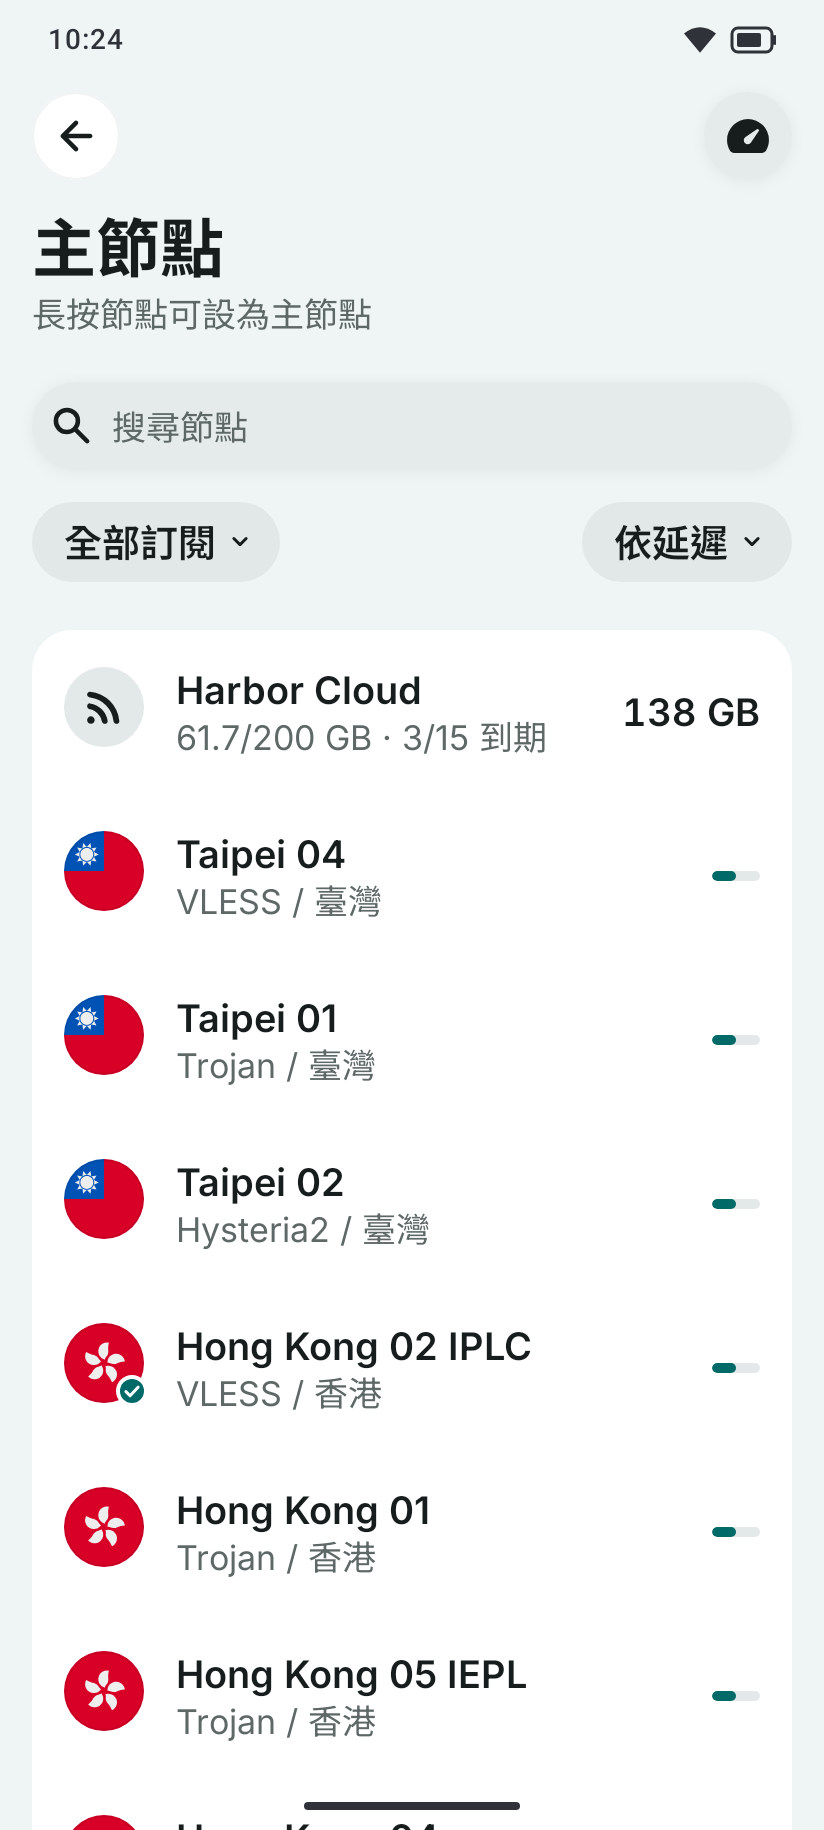 10:24
主節點
長按節點可設為主節點
搜尋節點
全部訂閱
依延遲
Harbor Cloud
61.7/200 GB · 3/15 到期
138 GB
Taipei 04
VLESS / 臺灣
Taipei 01
Trojan / 臺灣
Taipei 02
Hysteria2 / 臺灣
Hong Kong 02 IPLC
VLESS / 香港
Hong Kong 01
Trojan / 香港
Hong Kong 05 IEPL
Trojan / 香港